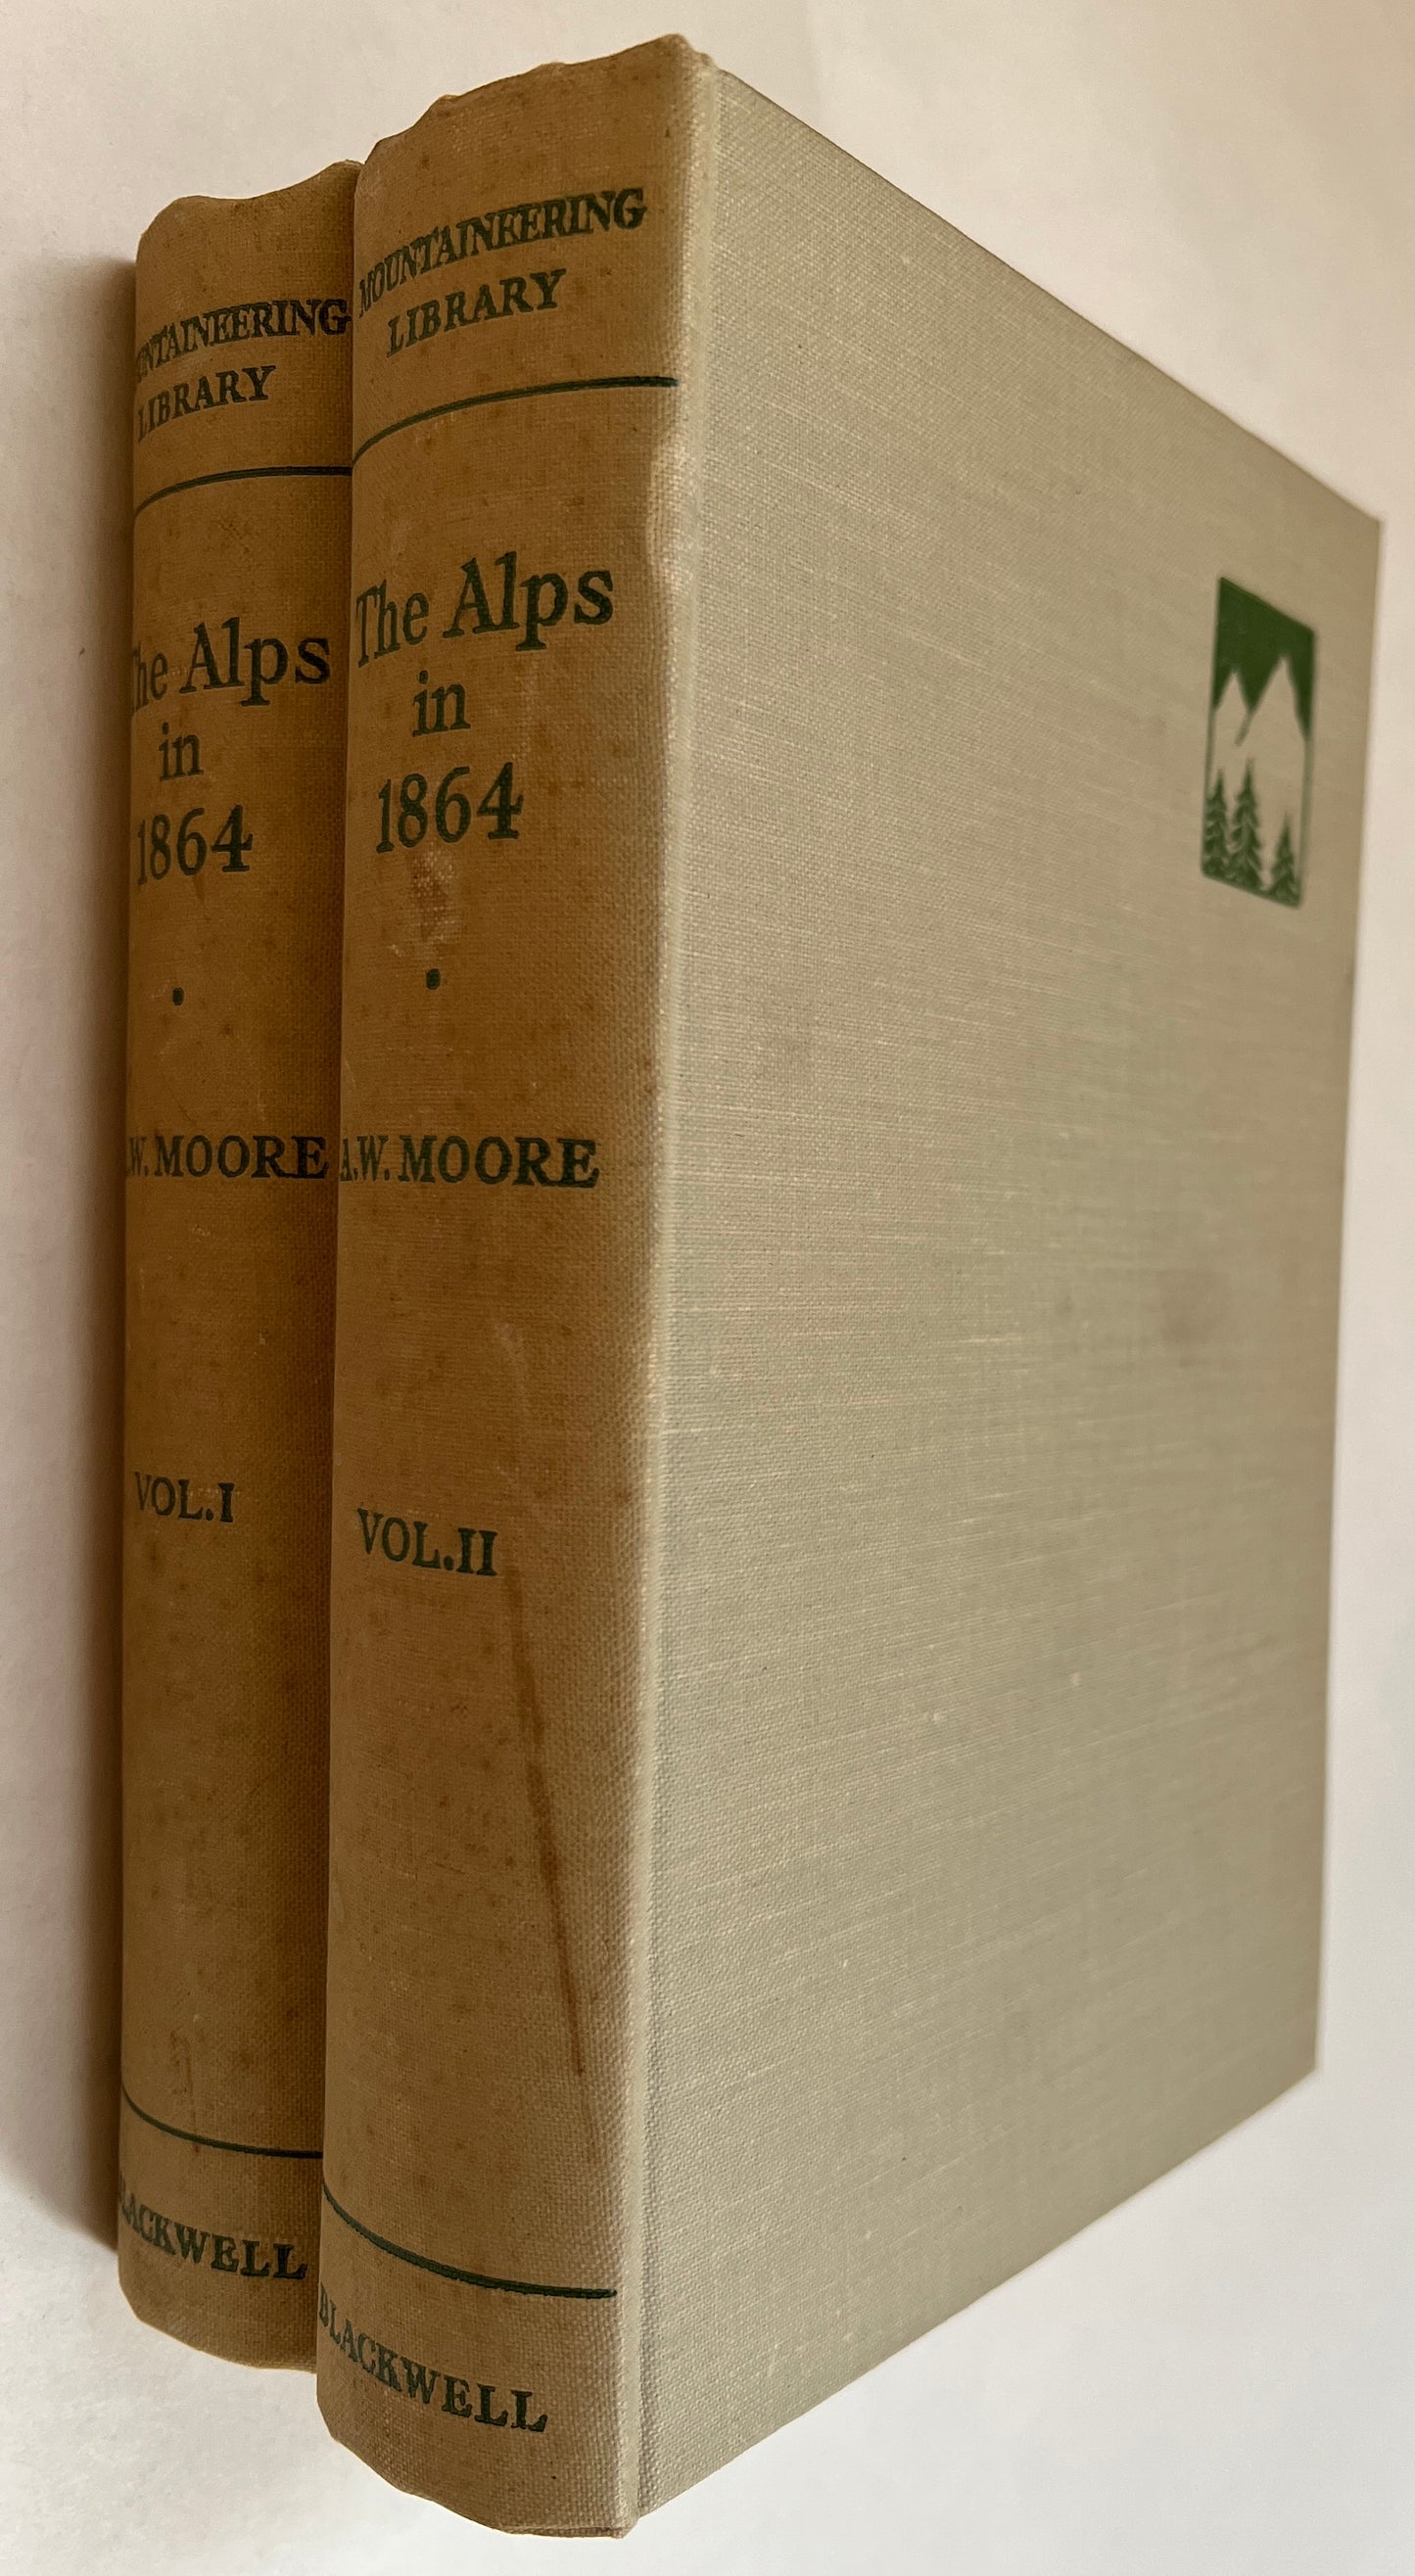 MOUNTAINEERING
LIBRARY
The Alps
in
1864
•
.W. MOORE
VOL.I
BLACKWELL
MOUNTAINEERING
LIBRARY
The Alps
in
1864
•
A.W. MOORE
VOL.II
BLACKWELL